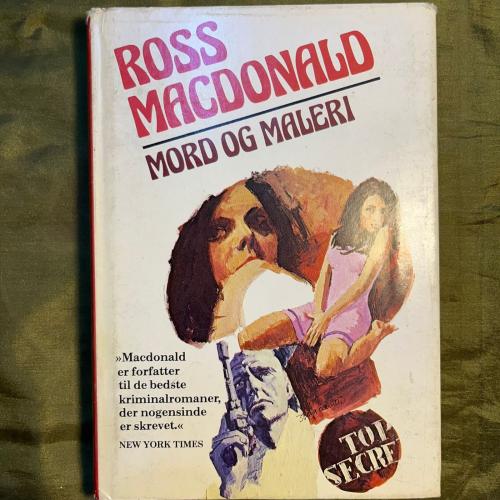 ROSS
MACDONALD
MORD OG MALERI
»Macdonald
er forfatter
til de bedste
kriminalromaner,
der nogensinde
er skrevet.«
NEW YORK TIMES
TOP
SECRE